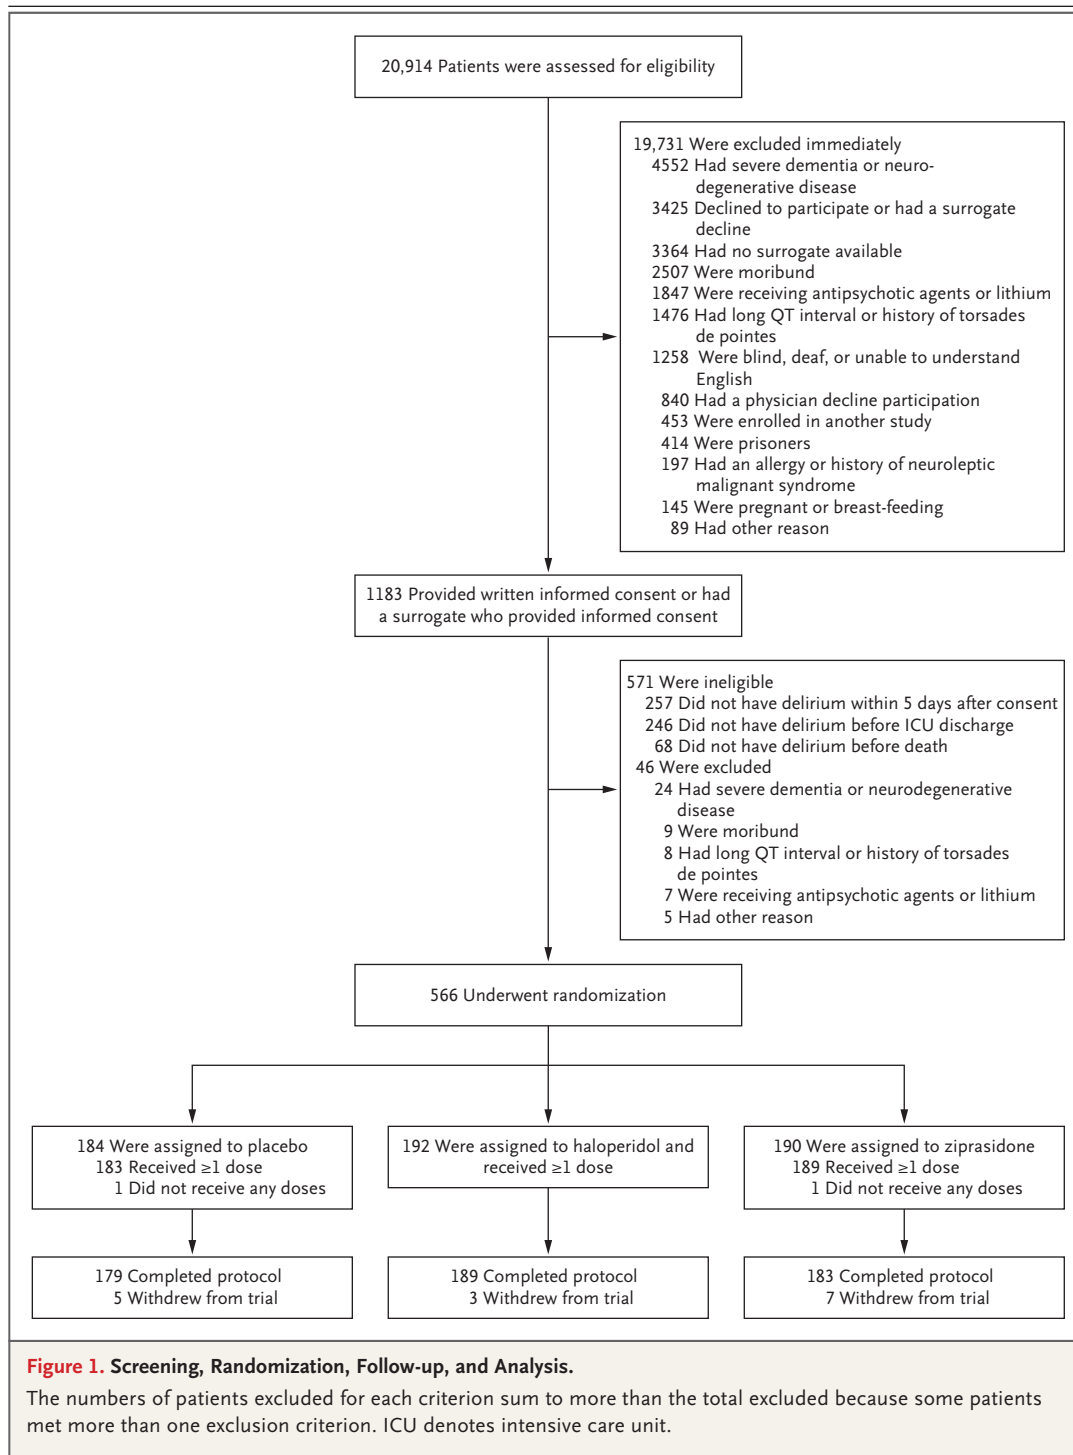 20,914 Patients were assessed for eligibility
19,731 Were excluded immediately
4552 Had severe dementia or neuro-
degenerative disease
3425 Declined to participate or had a surrogate
decline
3364 Had no surrogate available
2507 Were moribund
1847 Were receiving antipsychotic agents or lithium
1476 Had long QT interval or history of torsades
de pointes
1258 Were blind, deaf, or unable to understand
English
840 Had a physician decline participation
453 Were enrolled in another study
414 Were prisoners
197 Had an allergy or history of neuroleptic
malignant syndrome
145 Were pregnant or breast-feeding
89 Had other reason
1183 Provided written informed consent or had
a surrogate who provided informed consent
571 Were ineligible
257 Did not have delirium within 5 days after consent
246 Did not have delirium before ICU discharge
68 Did not have delirium before death
46 Were excluded
24 Had severe dementia or neurodegenerative
disease
9 Were moribund
8 Had long QT interval or history of torsades
de pointes
7 Were receiving antipsychotic agents or lithium
5 Had other reason
566 Underwent randomization
184 Were assigned to placebo
183 Received ≥1 dose
1 Did not receive any doses
192 Were assigned to haloperidol and
received ≥1 dose
190 Were assigned to ziprasidone
189 Received ≥1 dose
1 Did not receive any doses
179 Completed protocol
5 Withdrew from trial
189 Completed protocol
3 Withdrew from trial
183 Completed protocol
7 Withdrew from trial
Figure 1. Screening, Randomization, Follow-up, and Analysis.
The numbers of patients excluded for each criterion sum to more than the total excluded because some patients
met more than one exclusion criterion. ICU denotes intensive care unit.